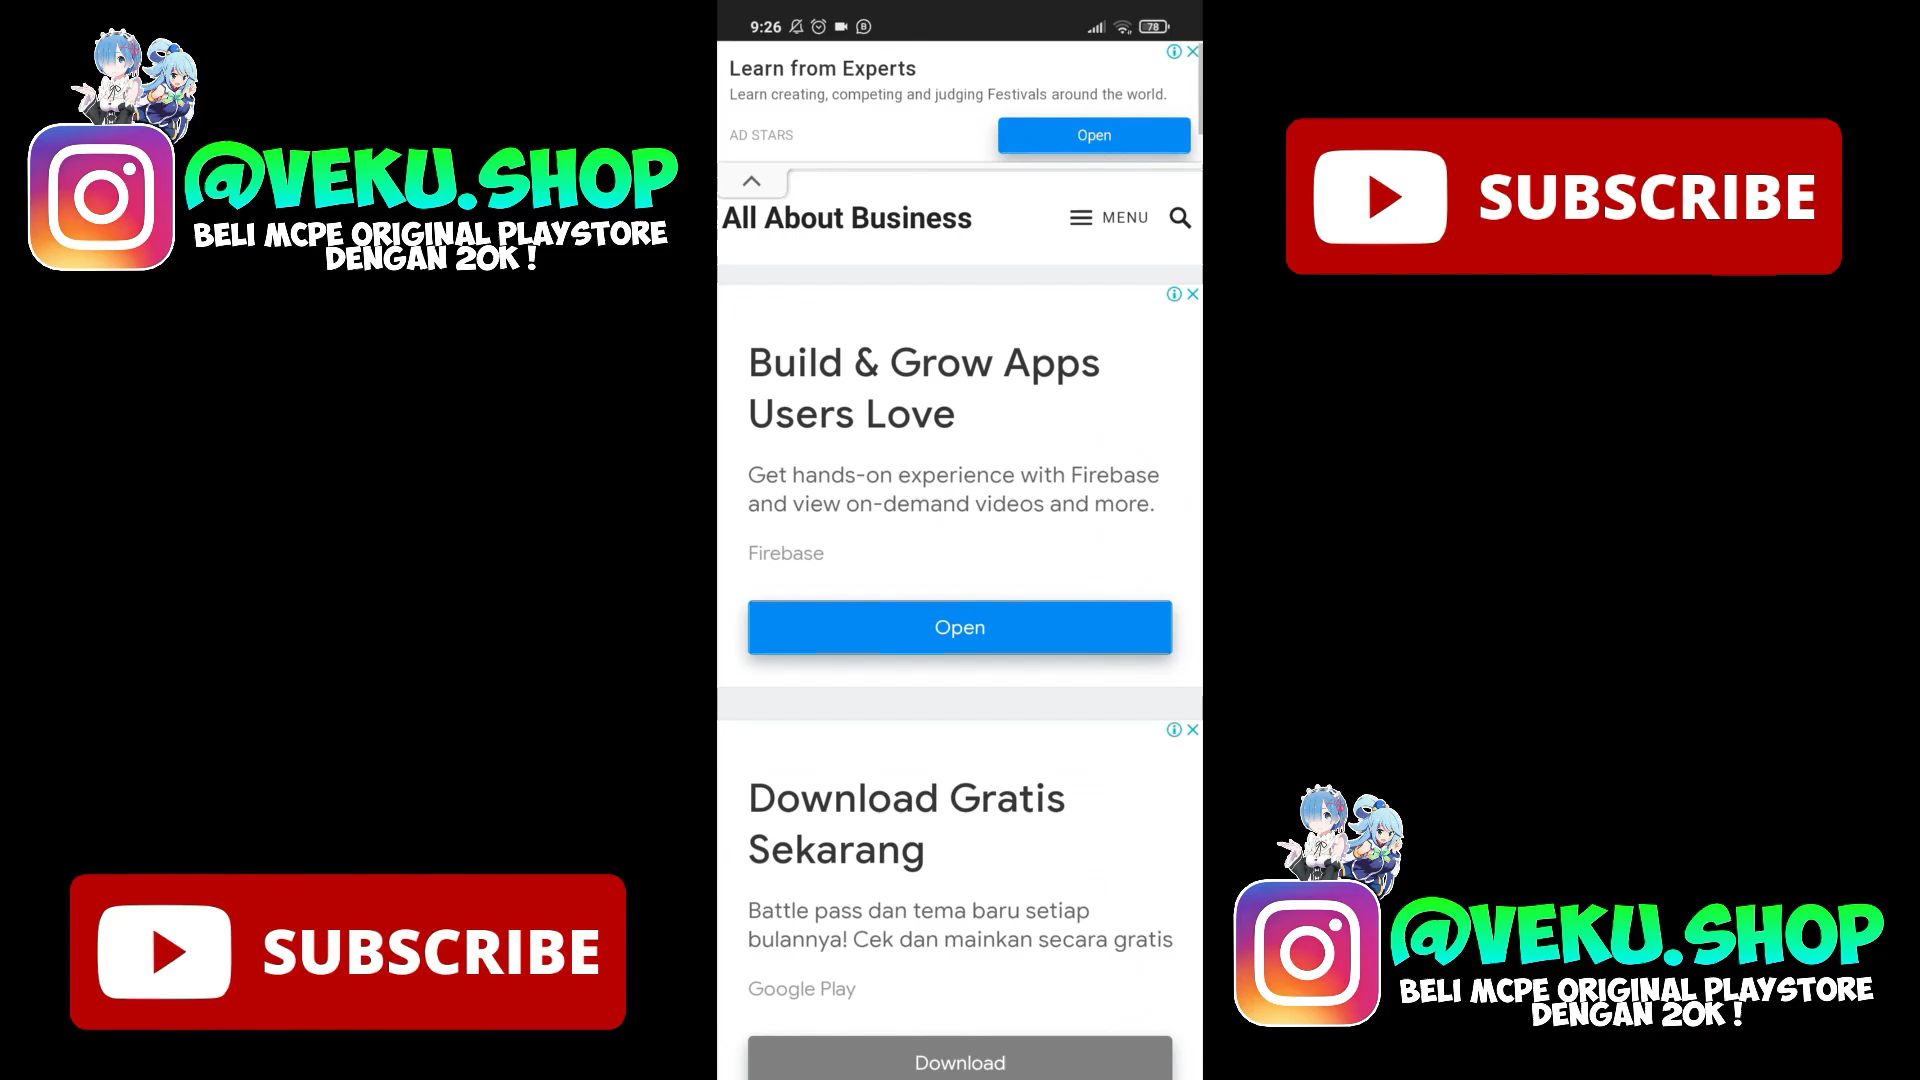 @VEKU.SHOP
BELI MCPE ORIGINAL PLAYSTORE
DENGAN 20K !
9:26
78
Learn from Experts
Learn creating, competing and judging Festivals around the world.
AD STARS
Open
All About Business
MENU
Build & Grow Apps
Users Love
Get hands-on experience with Firebase
and view on-demand videos and more.
Firebase
Open
Download Gratis
Sekarang
Battle pass dan tema baru setiap
bulannya! Cek dan mainkan secara gratis
Google Play
Download
SUBSCRIBE
SUBSCRIBE
@VEKU.SHOP
BELI MCPE ORIGINAL PLAYSTORE
DENGAN 20K !